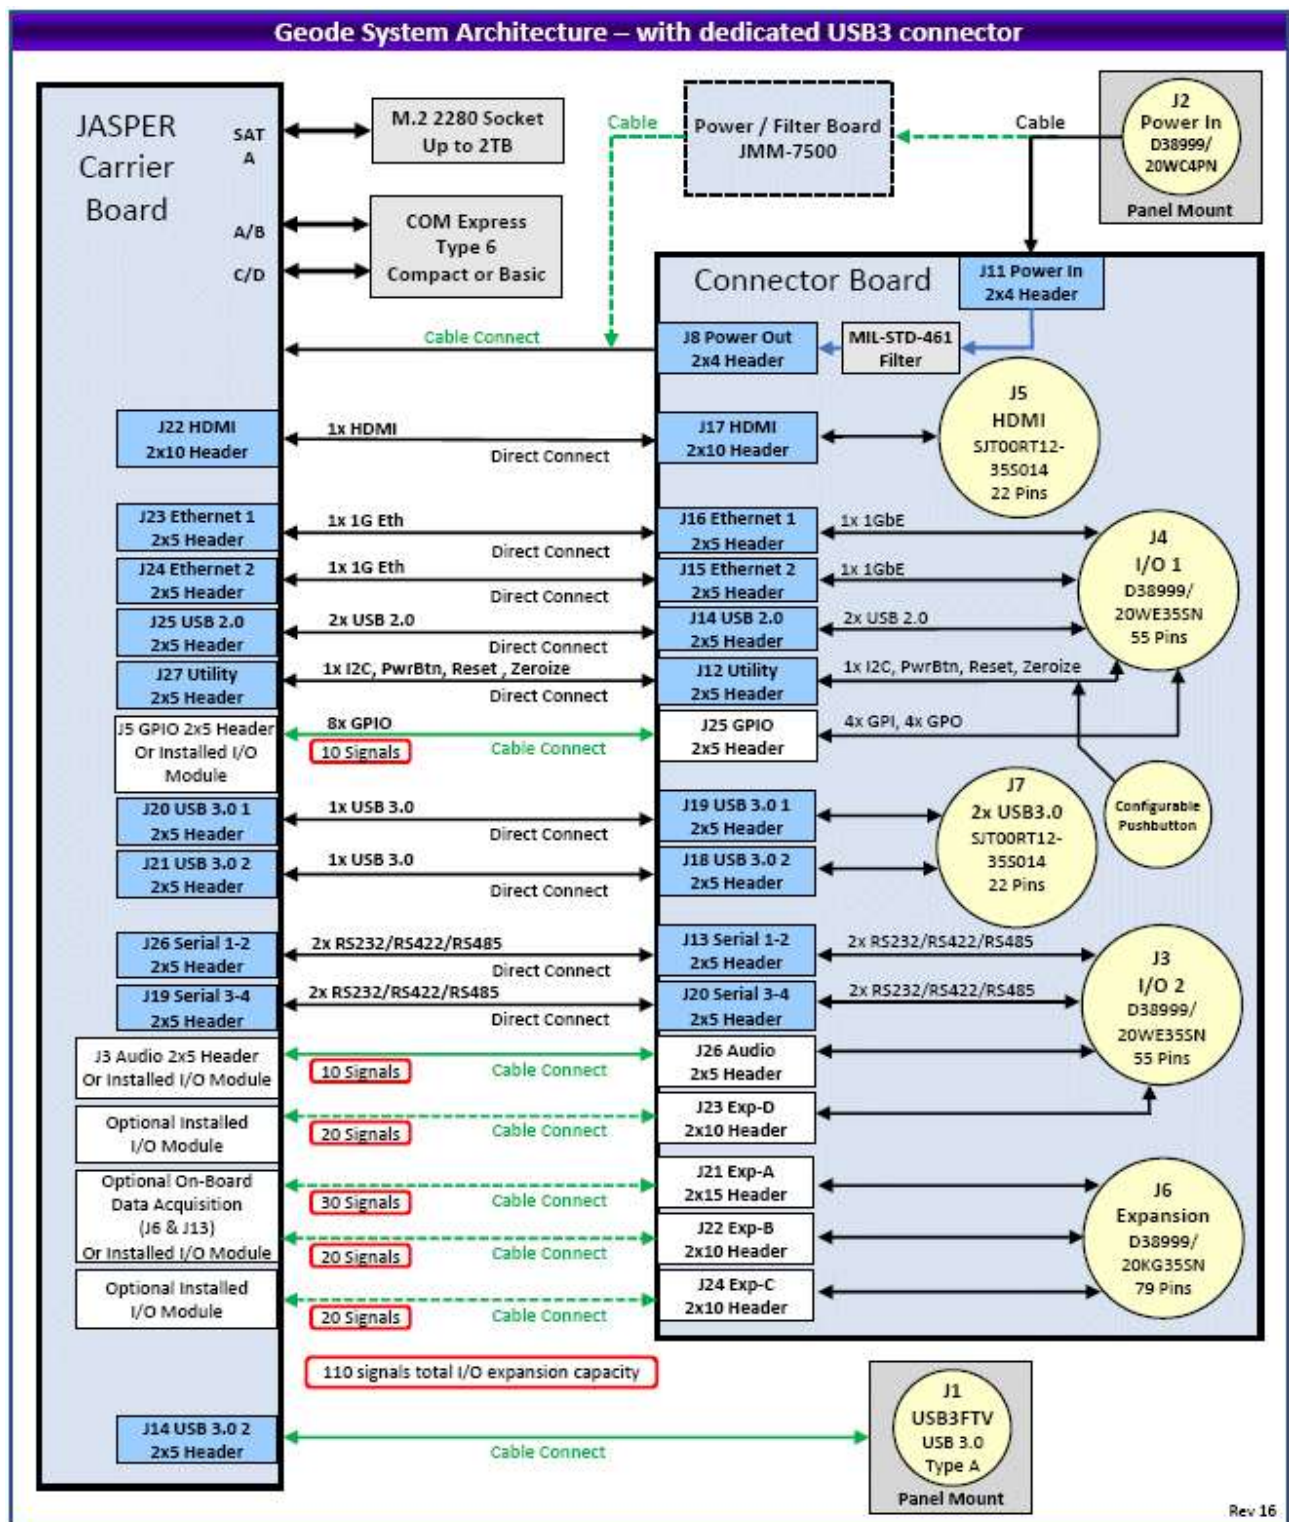 Geode System Architecture – with dedicated USB3 connector
JASPER
Carrier
Board
SAT
A
A/B
C/D
M.2 2280 Socket
Up to 2TB
COM Express
Type 6
Compact or Basic
Cable
Power / Filter Board
JMM-7500
Cable
J2
Power In
D38999/
20WC4PN
Panel Mount
Connector Board
J11 Power In
2x4 Header
Cable Connect
J8 Power Out
2x4 Header
MIL-STD-461
Filter
J22 HDMI
2x10 Header
1x HDMI
Direct Connect
J17 HDMI
2x10 Header
J5
HDMI
SJT00RT12-
35S014
22 Pins
J23 Ethernet 1
2x5 Header
1x 1G Eth
Direct Connect
J16 Ethernet 1
2x5 Header
1x 1GbE
J24 Ethernet 2
2x5 Header
1x 1G Eth
Direct Connect
J15 Ethernet 2
2x5 Header
1x 1GbE
J4
I/O 1
D38999/
20WE35SN
55 Pins
J25 USB 2.0
2x5 Header
2x USB 2.0
Direct Connect
J14 USB 2.0
2x5 Header
2x USB 2.0
J27 Utility
2x5 Header
1x I2C, PwrBtn, Reset , Zeroize
Direct Connect
J12 Utility
2x5 Header
1x I2C, PwrBtn, Reset, Zeroize
J5 GPIO 2x5 Header
Or Installed I/O
Module
8x GPIO
10 Signals
Cable Connect
J25 GPIO
2x5 Header
4x GPI, 4x GPO
Configurable
Pushbutton
J20 USB 3.0 1
2x5 Header
1x USB 3.0
Direct Connect
J19 USB 3.0 1
2x5 Header
J21 USB 3.0 2
2x5 Header
1x USB 3.0
Direct Connect
J18 USB 3.0 2
2x5 Header
J7
2x USB3.0
SJT00RT12-
35S014
22 Pins
J26 Serial 1-2
2x5 Header
2x RS232/RS422/RS485
Direct Connect
J13 Serial 1-2
2x5 Header
2x RS232/RS422/RS485
J19 Serial 3-4
2x5 Header
2x RS232/RS422/RS485
Direct Connect
J20 Serial 3-4
2x5 Header
2x RS232/RS422/RS485
J3
I/O 2
D38999/
20WE35SN
55 Pins
J3 Audio 2x5 Header
Or Installed I/O Module
10 Signals
Cable Connect
J26 Audio
2x5 Header
Optional Installed
I/O Module
20 Signals
Cable Connect
J23 Exp-D
2x10 Header
Optional On-Board
Data Acquisition
(J6 & J13)
Or Installed I/O Module
30 Signals
Cable Connect
J21 Exp-A
2x15 Header
20 Signals
Cable Connect
J22 Exp-B
2x10 Header
J6
Expansion
D38999/
20KG35SN
79 Pins
Optional Installed
I/O Module
20 Signals
Cable Connect
J24 Exp-C
2x10 Header
110 signals total I/O expansion capacity
J14 USB 3.0 2
2x5 Header
Cable Connect
J1
USB3FTV
USB 3.0
Type A
Panel Mount
Rev 16